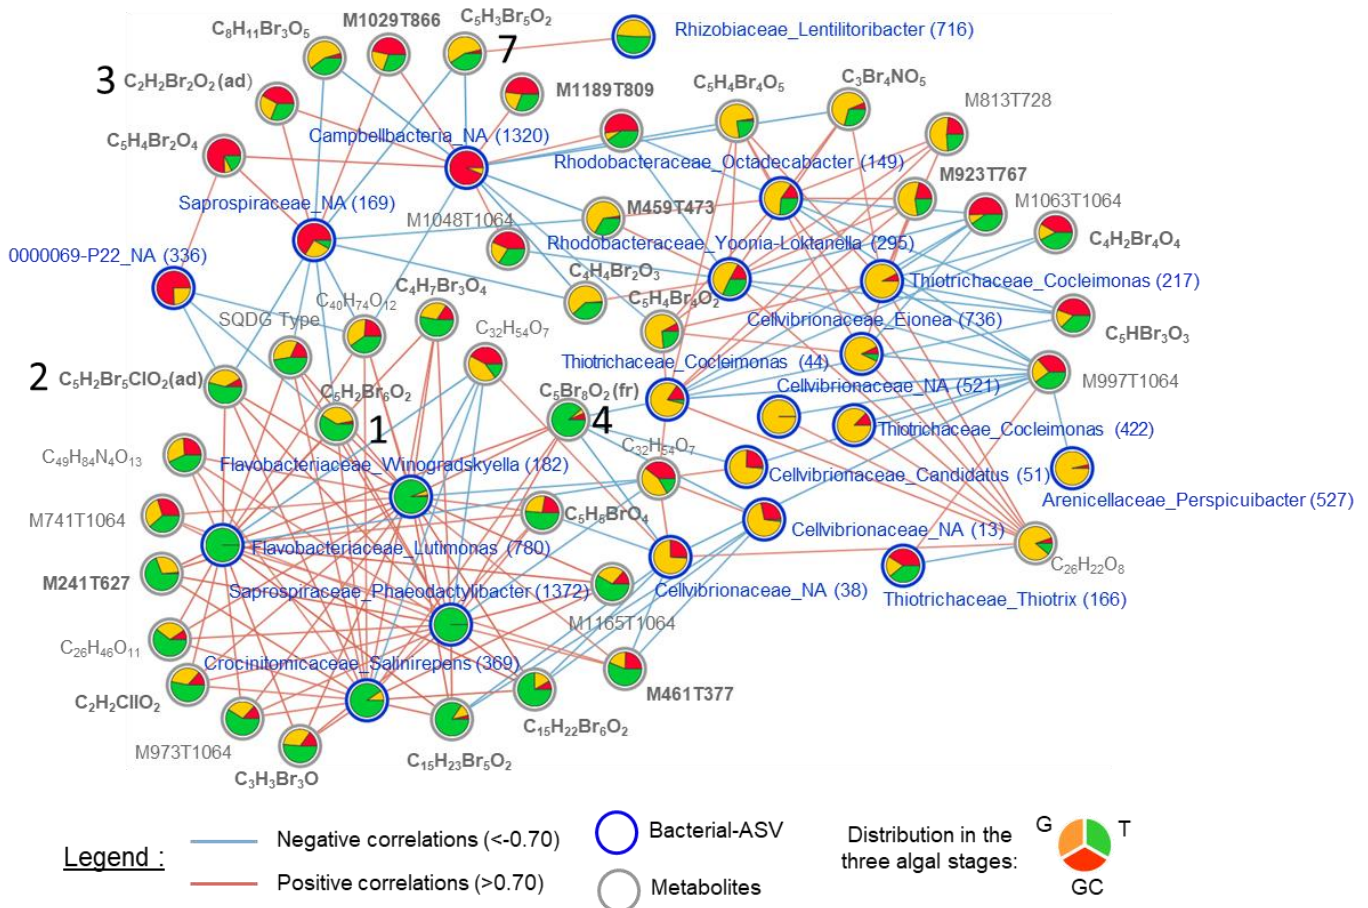 C₅H₃Br₅O₂
M1029T866
C₈H₁₁Br₃O₅
Rhizobiaceae_Lentilitoribacter (716)
7
3
C₂H₂Br₂O₂ (ad)
C₅H₄Br₄O₅
C₃Br₄NO₅
M1189T809
M813T728
C₅H₄Br₂O₄
Campbellbacteria_NA (1320)
Rhodobacteraceae_Octadecabacter (149)
M923T767
Saprospiraceae_NA (169)
M1048T1064
M459T473
M1063T1064
0000069-P22_NA (336)
Rhodobacteraceae_Yoonia-Loktanella (295)
C₄H₂Br₄O₄
C₄H₄Br₂O₃
Thiotrichaceae_Cocleimonas (217)
C₄H₇Br₃O₄
C₄₀H₇₄O₁₂
C₅H₄Br₄O₂
SQDG Type
Cellvibrionaceae_Eionea (736)
C₃₂H₅₄O₇
C₅HBr₃O₃
Thiotrichaceae_Cocleimonas (44)
2
C₅H₂Br₅ClO₂(ad)
Cellvibrionaceae_NA (521)
M997T1064
C₅H₂Br₆O₂
C₅Br₈O₂ (fr)
4
1
Thiotrichaceae_Cocleimonas (422)
C₃₂H₅₄O₇
C₄₉H₈₄N₄O₁₃
Flavobacteriaceae_Winogradskyella (182)
Cellvibrionaceae_Candidatus (51)
Arenicellaceae_Perspicuibacter (527)
M741T1064
C₅H₈BrO₄
Cellvibrionaceae_NA (13)
Flavobacteriaceae_Lutimonas (780)
C₂₆H₂₂O₈
M241T627
Saprospiraceae_Phaeodactylibacter (1372)
Cellvibrionaceae_NA (38)
Thiotrichaceae_Thiotrix (166)
M1165T1064
C₂₆H₄₆O₁₁
Crocinitomicaceae_Salinirepens (369)
M461T377
C₂H₂ClIO₂
C₁₅H₂₂Br₆O₂
M973T1064
C₁₅H₂₃Br₅O₂
C₃H₃Br₃O
Legend :
Negative correlations (<-0.70)
Positive correlations (>0.70)
Bacterial-ASV
Metabolites
Distribution in the
three algal stages:
G
T
GC